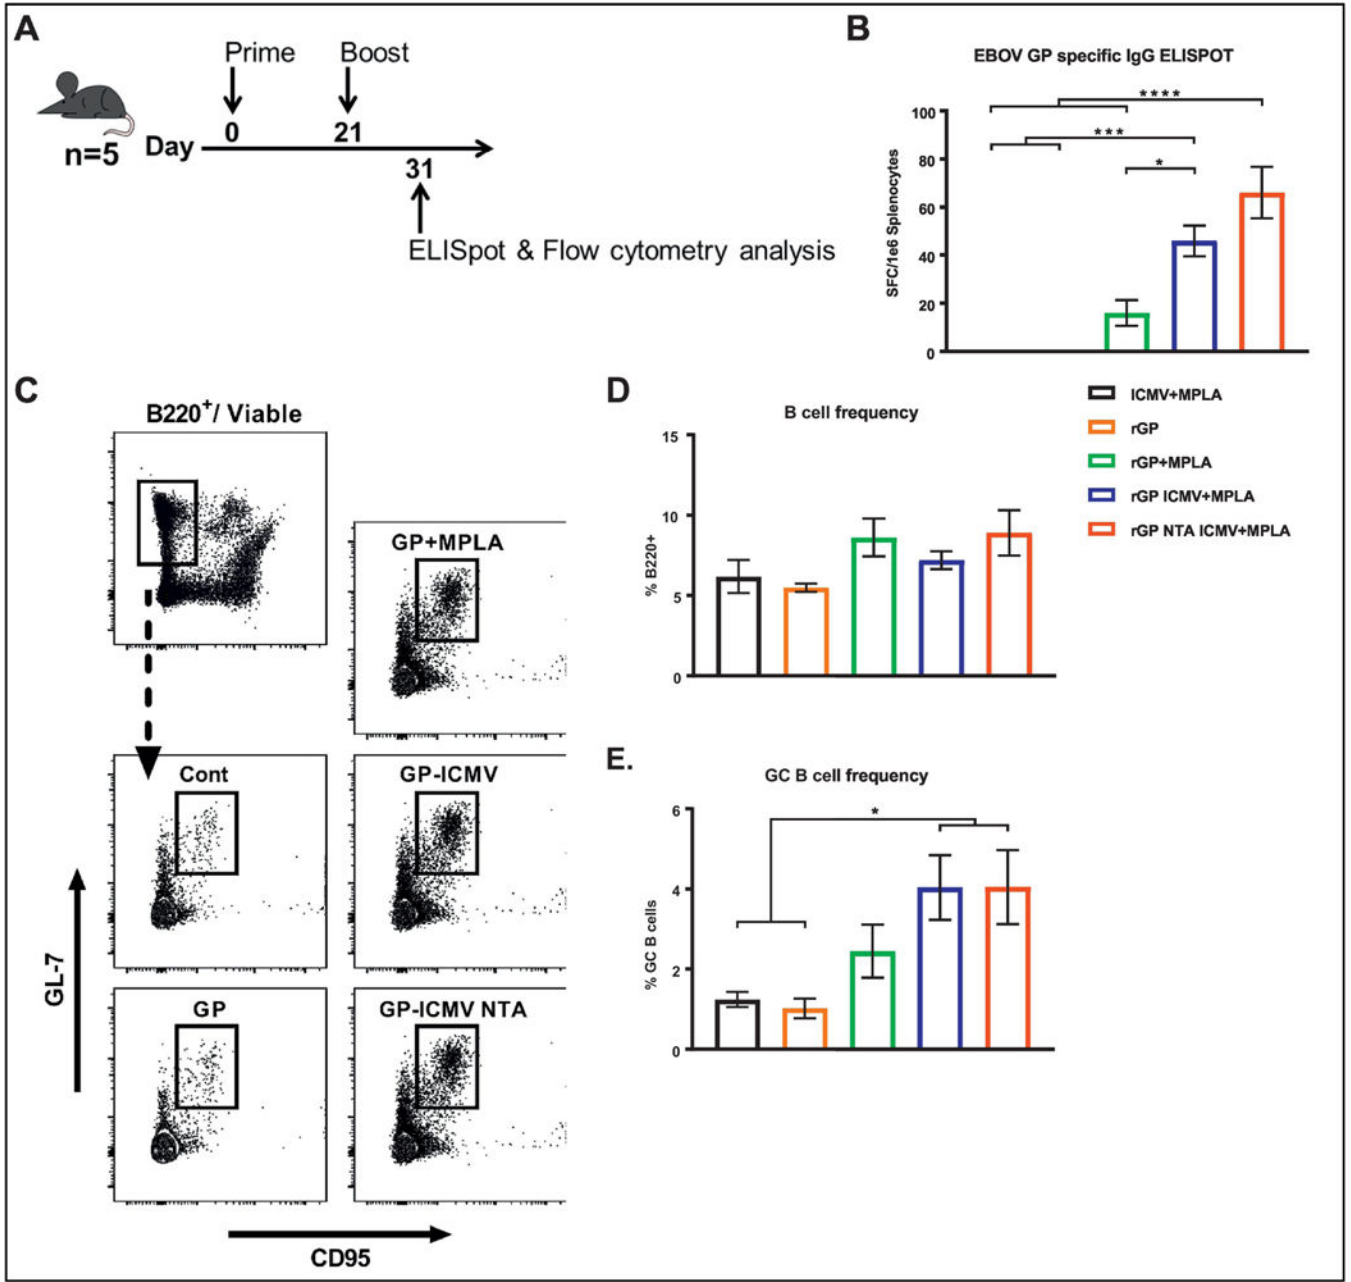 A
Prime
Boost
0
21
Day
n=5
31
ELISpot & Flow cytometry analysis
B
EBOV GP specific IgG ELISPOT
****
***
*
100
80
60
40
20
0
SFC/1e6 Splenocytes
C
B220+/ Viable
GP+MPLA
Cont
GP-ICMV
GP
GP-ICMV NTA
GL-7
CD95
D
B cell frequency
15
10
5
0
% B220+
ICMV+MPLA
rGP
rGP+MPLA
rGP ICMV+MPLA
rGP NTA ICMV+MPLA
E.
GC B cell frequency
*
6
4
2
0
% GC B cells